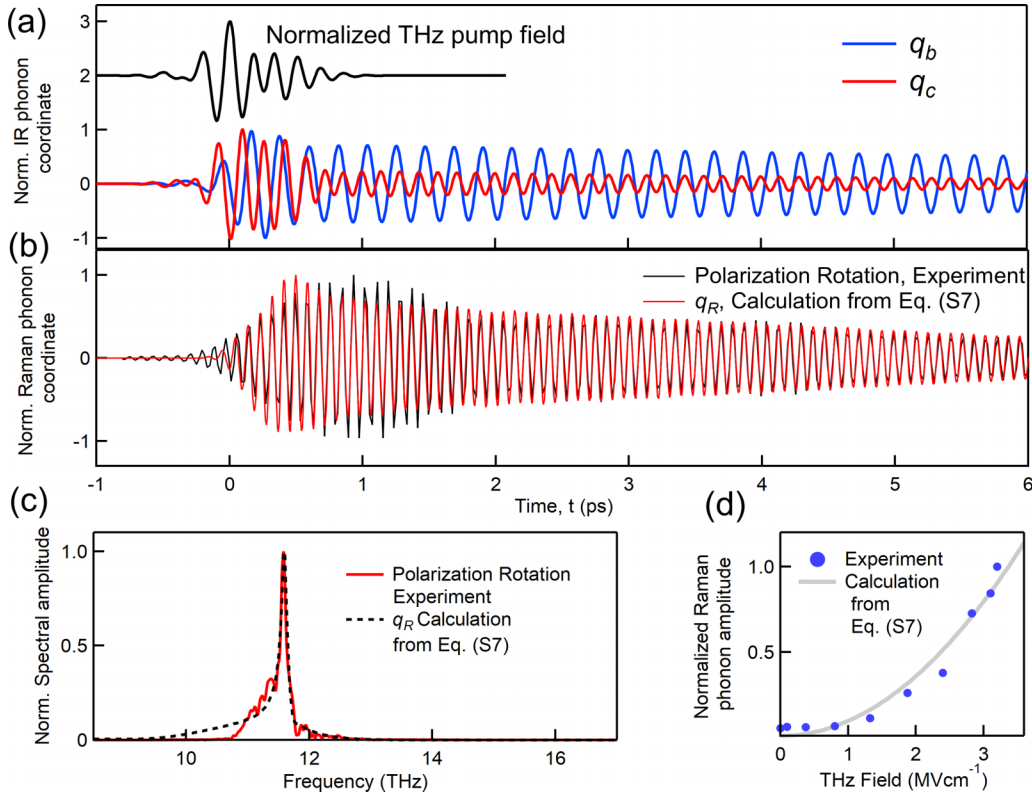 (a)
Norm. IR phonon
coordinate
3
2
1
0
-1
Normalized THz pump field
q_b
q_c
(b)
Norm. Raman phonon
coordinate
1
0
-1
Polarization Rotation, Experiment
q_R, Calculation from Eq. (S7)
-1 0 1 2 3 4 5 6
Time, t (ps)
(c)
Norm. Spectral amplitude
1.0
0.5
0
Polarization Rotation
Experiment
q_R Calculation
from Eq. (S7)
10 12 14 16
Frequency (THz)
(d)
Normalized Raman
phonon amplitude
1.0
0.5
Experiment
Calculation
from
Eq. (S7)
0 1 2 3
THz Field (MVcm⁻¹)